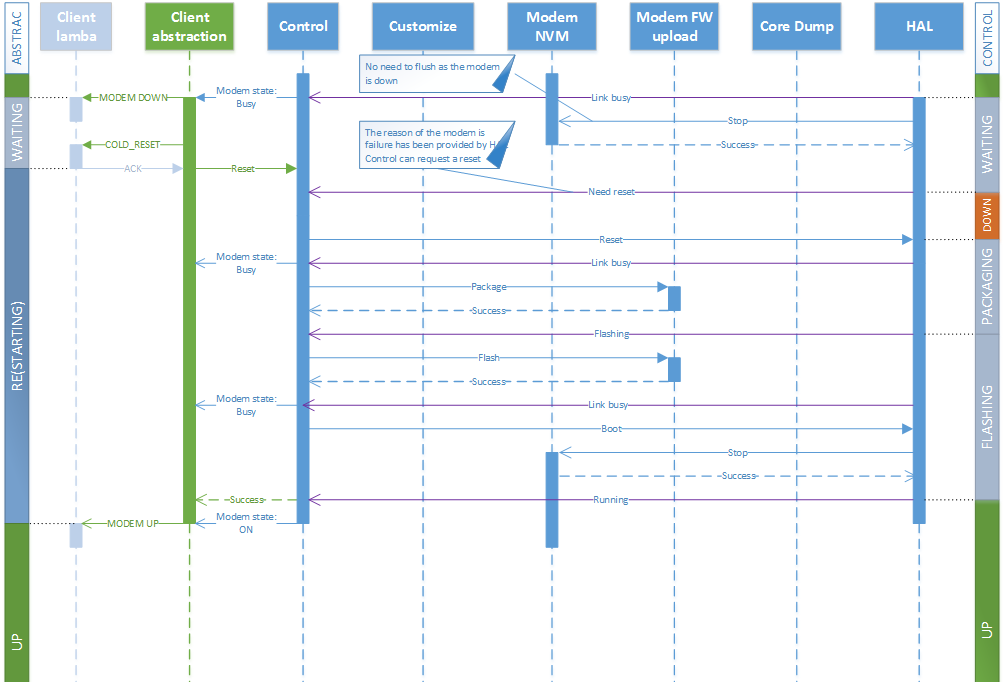 ABSTRAC
Client
lamba
Client
abstraction
Control
Customize
Modem
NVM
Modem FW
upload
Core Dump
HAL
CONTROL
No need to flush as the modem
is down
MODEM DOWN
Modem state:
Busy
Link busy
WAITING
WAITING
Stop
The reason of the modem is
failure has been provided by H
Control can request a reset
COLD_RESET
Success
ACK
Reset
Need reset
DOWN
Reset
Modem state:
Busy
Link busy
PACKAGING
Package
Success
RE(STARTING)
Flashing
Flash
Success
FLASHING
Modem state:
Busy
Link busy
Boot
Stop
Success
Success
Running
MODEM UP
Modem state:
ON
UP
UP